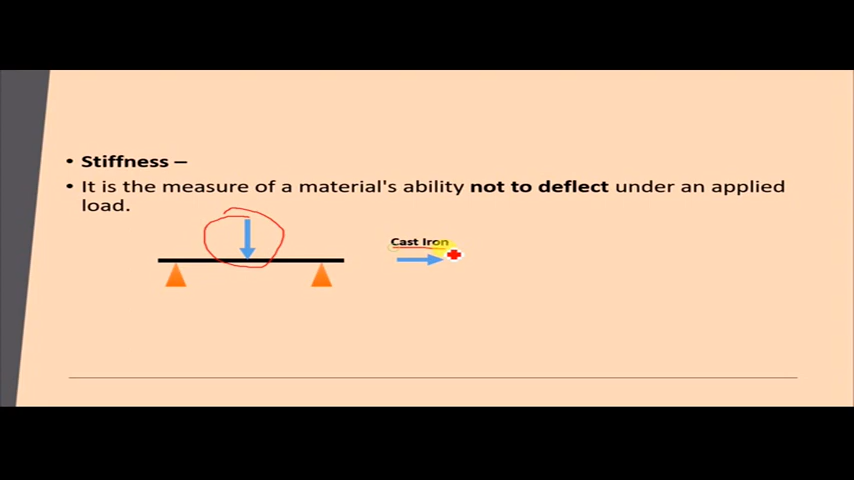 • Stiffness –
• It is the measure of a material's ability not to deflect under an applied
load.
Cast Iron